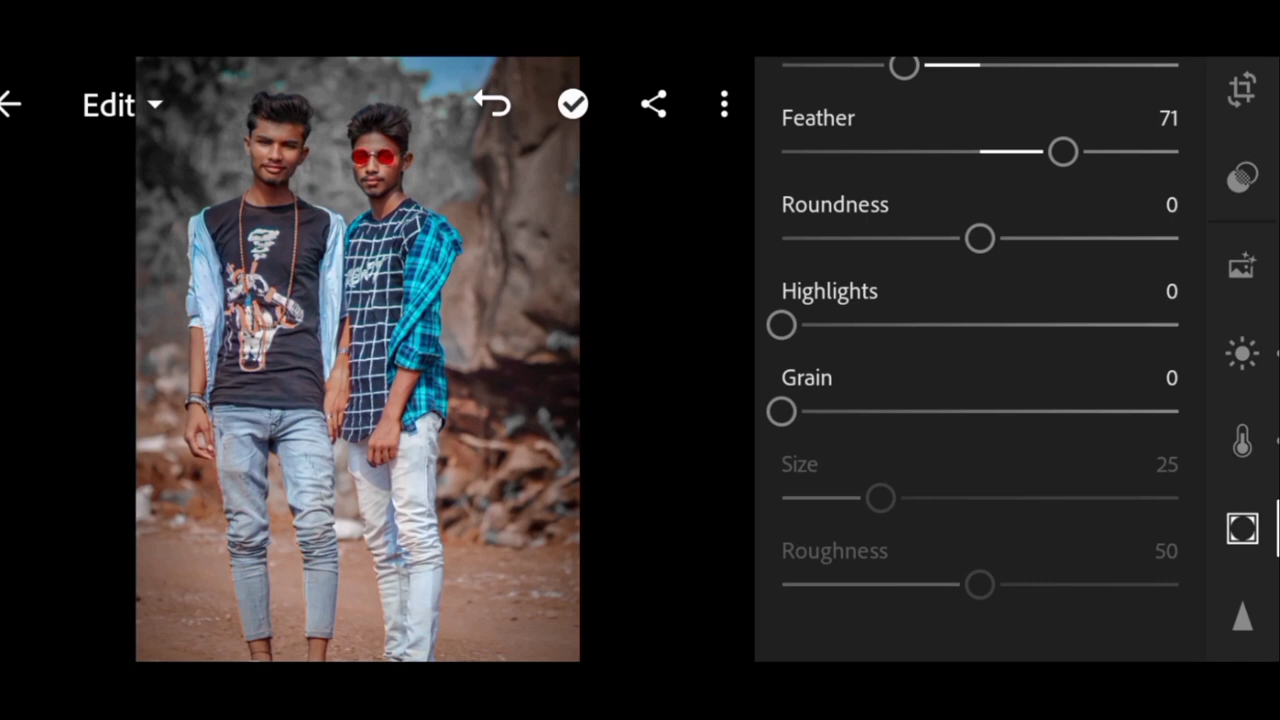 Edit
Feather 71
Roundness 0
Highlights 0
Grain 0
Size 25
Roughness 50